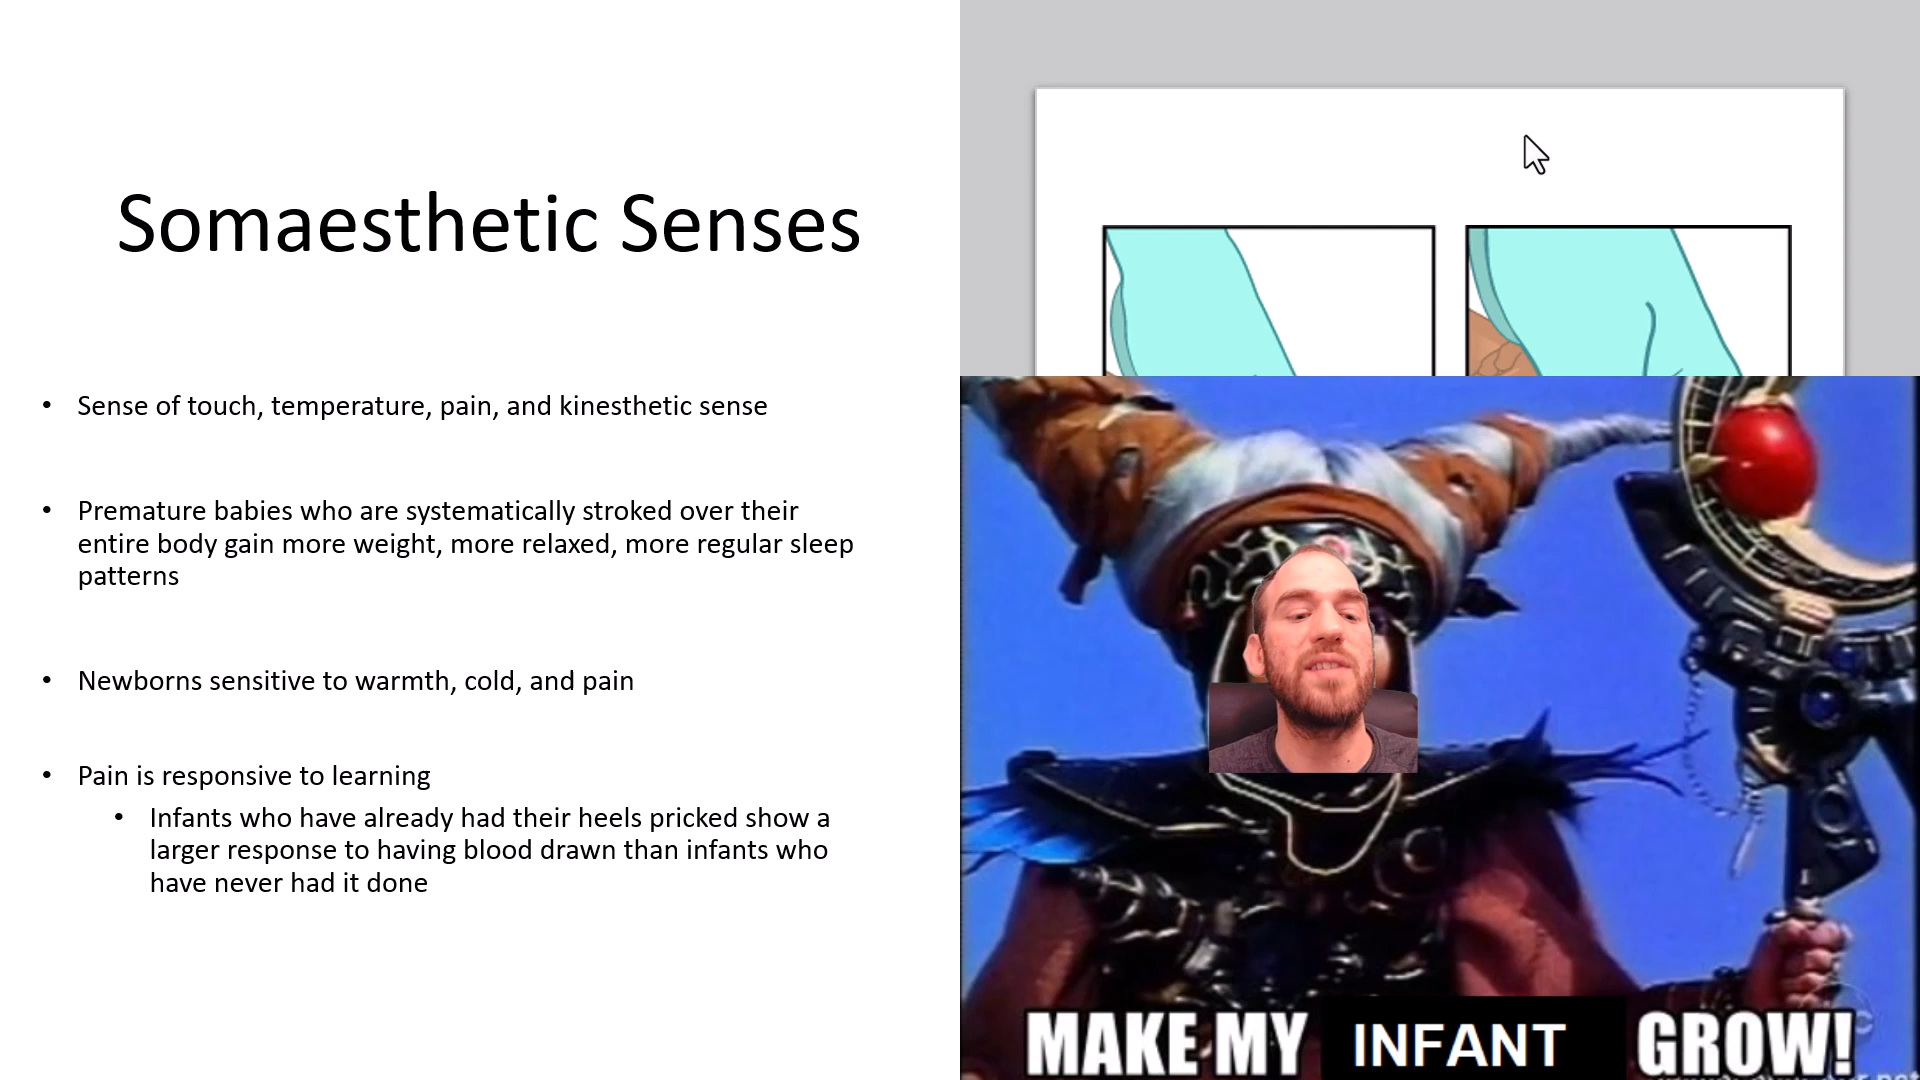 Somaesthetic Senses
• Sense of touch, temperature, pain, and kinesthetic sense
• Premature babies who are systematically stroked over their
entire body gain more weight, more relaxed, more regular sleep
patterns
• Newborns sensitive to warmth, cold, and pain
• Pain is responsive to learning
• Infants who have already had their heels pricked show a
larger response to having blood drawn than infants who
have never had it done
MAKE MY INFANT GROW!